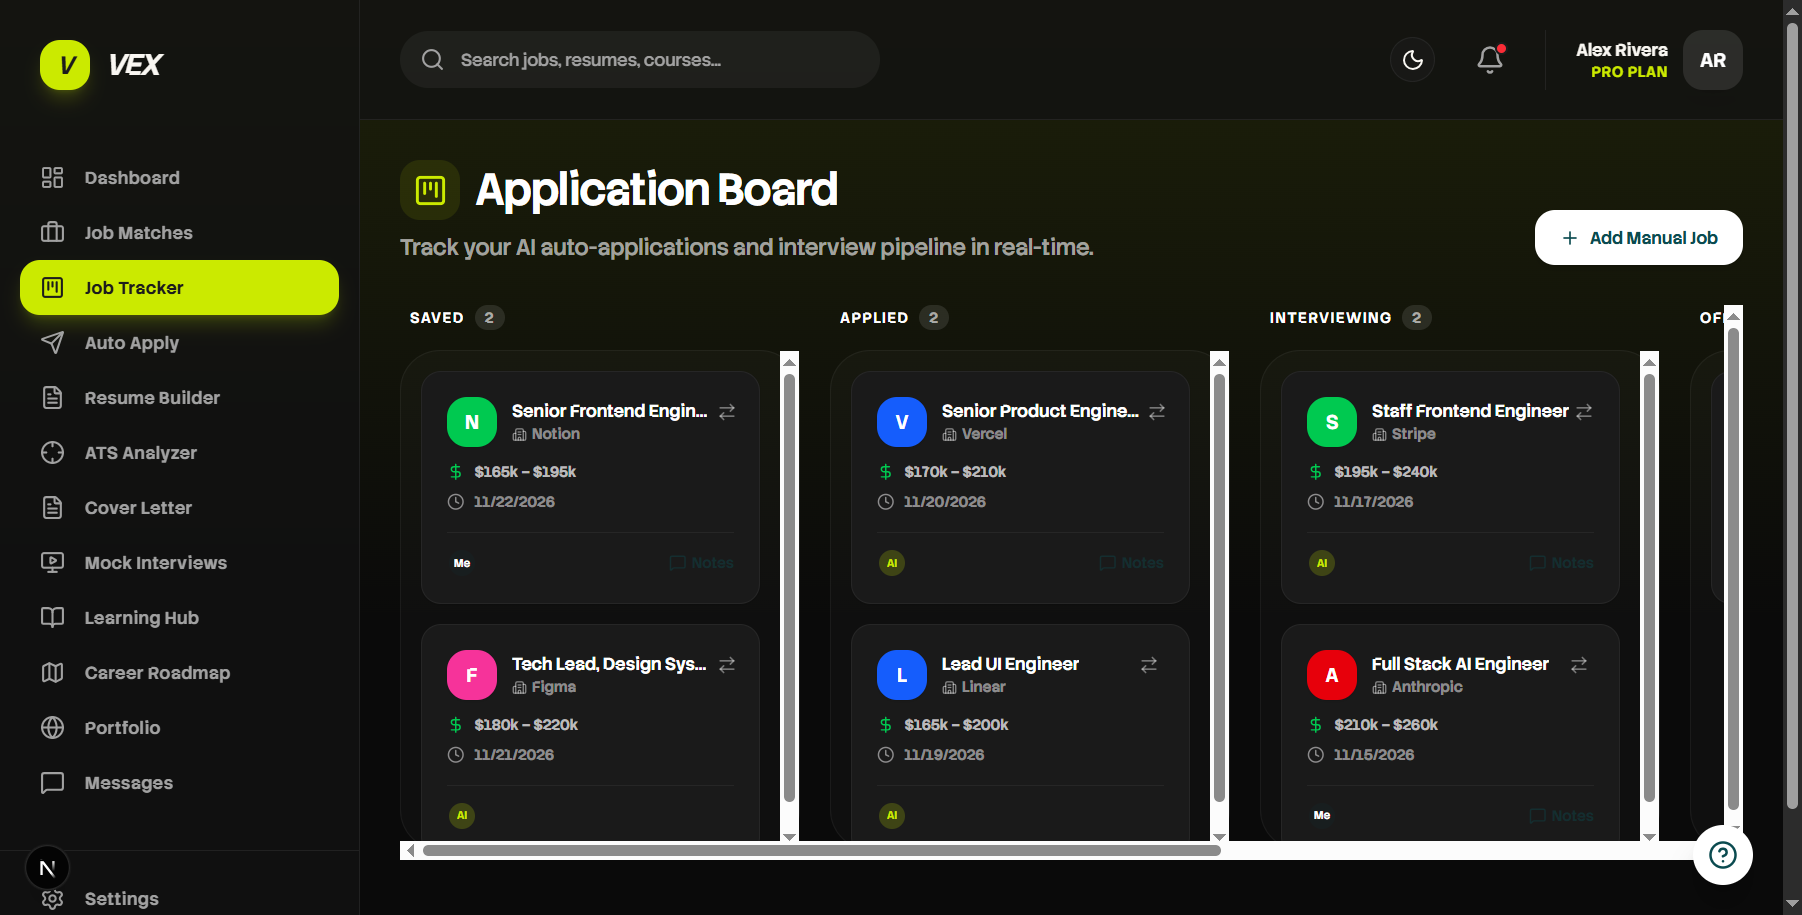 V VEX
Search jobs, resumes, courses...
Alex Rivera
PRO PLAN
AR
Dashboard
Job Matches
Job Tracker
Auto Apply
Resume Builder
ATS Analyzer
Cover Letter
Mock Interviews
Learning Hub
Career Roadmap
Portfolio
Messages
N
Settings
Application Board
Track your AI auto-applications and interview pipeline in real-time.
+ Add Manual Job
SAVED 2
N
Senior Frontend Engin...
Notion
$ $165k – $195k
11/22/2026
Me Notes
F
Tech Lead, Design Sys...
Figma
$ $180k – $220k
11/21/2026
AI
APPLIED 2
V
Senior Product Engine...
Vercel
$ $170k – $210k
11/20/2026
AI Notes
L
Lead UI Engineer
Linear
$ $165k – $200k
11/19/2026
AI
INTERVIEWING 2
S
Staff Frontend Engineer
Stripe
$ $195k – $240k
11/17/2026
AI Notes
A
Full Stack AI Engineer
Anthropic
$ $210k – $260k
11/15/2026
Me Notes
?